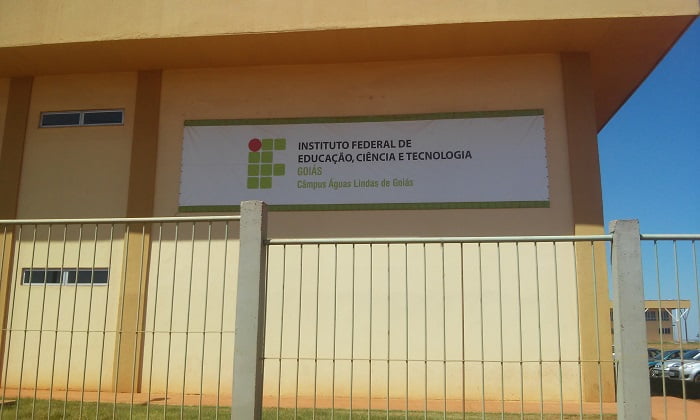 INSTITUTO FEDERAL DE
EDUCAÇÃO, CIÊNCIA E TECNOLOGIA
GOIÁS
Câmpus Águas Lindas de Goiás